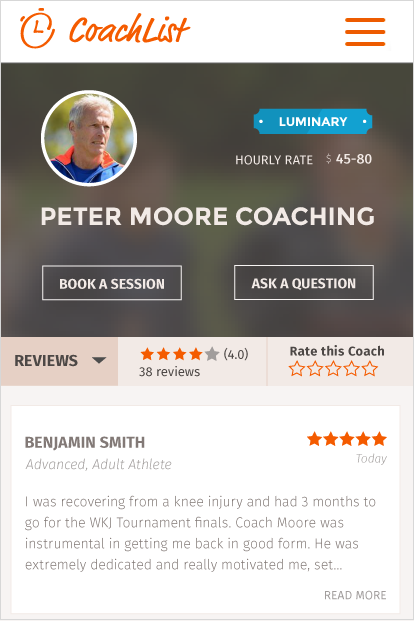 CoachList
LUMINARY
HOURLY RATE $ 45-80
PETER MOORE COACHING
BOOK A SESSION
ASK A QUESTION
REVIEWS
(4.0)
38 reviews
Rate this Coach
BENJAMIN SMITH
Advanced, Adult Athlete
Today
I was recovering from a knee injury and had 3 months to
go for the WKJ Tournament finals. Coach Moore was
instrumental in getting me back in good form. He was
extremely dedicated and really motivated me, set...
READ MORE